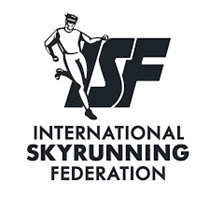 ISF
INTERNATIONAL
SKYRUNNING
FEDERATION